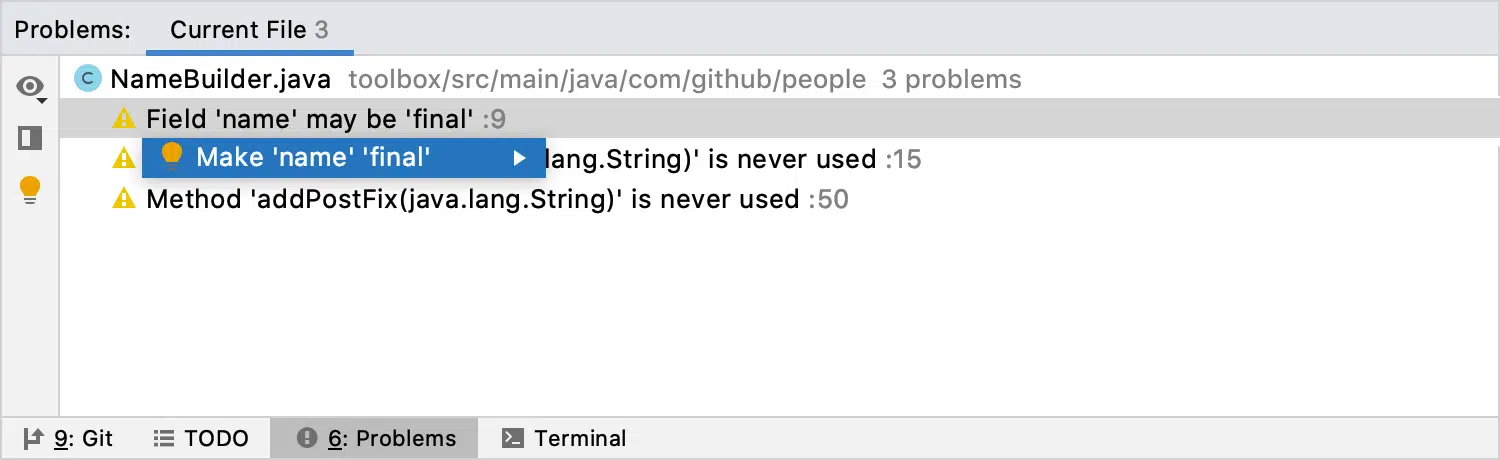 Problems: Current File 3
C NameBuilder.java toolbox/src/main/java/com/github/people 3 problems
Field 'name' may be 'final' :9
Make 'name' 'final' lang.String)' is never used :15
Method 'addPostFix(java.lang.String)' is never used :50
9: Git TODO 6: Problems Terminal